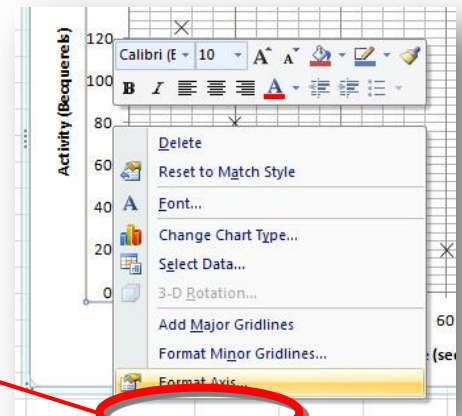 Activity (Becquerels)
120
100
80
60
40
20
0
Calibri (E
10
A A
B I A
Delete
Reset to Match Style
A Font...
Change Chart Type...
Select Data...
3-D Rotation...
Add Major Gridlines
Format Minor Gridlines...
Format Axis...
60
(sec